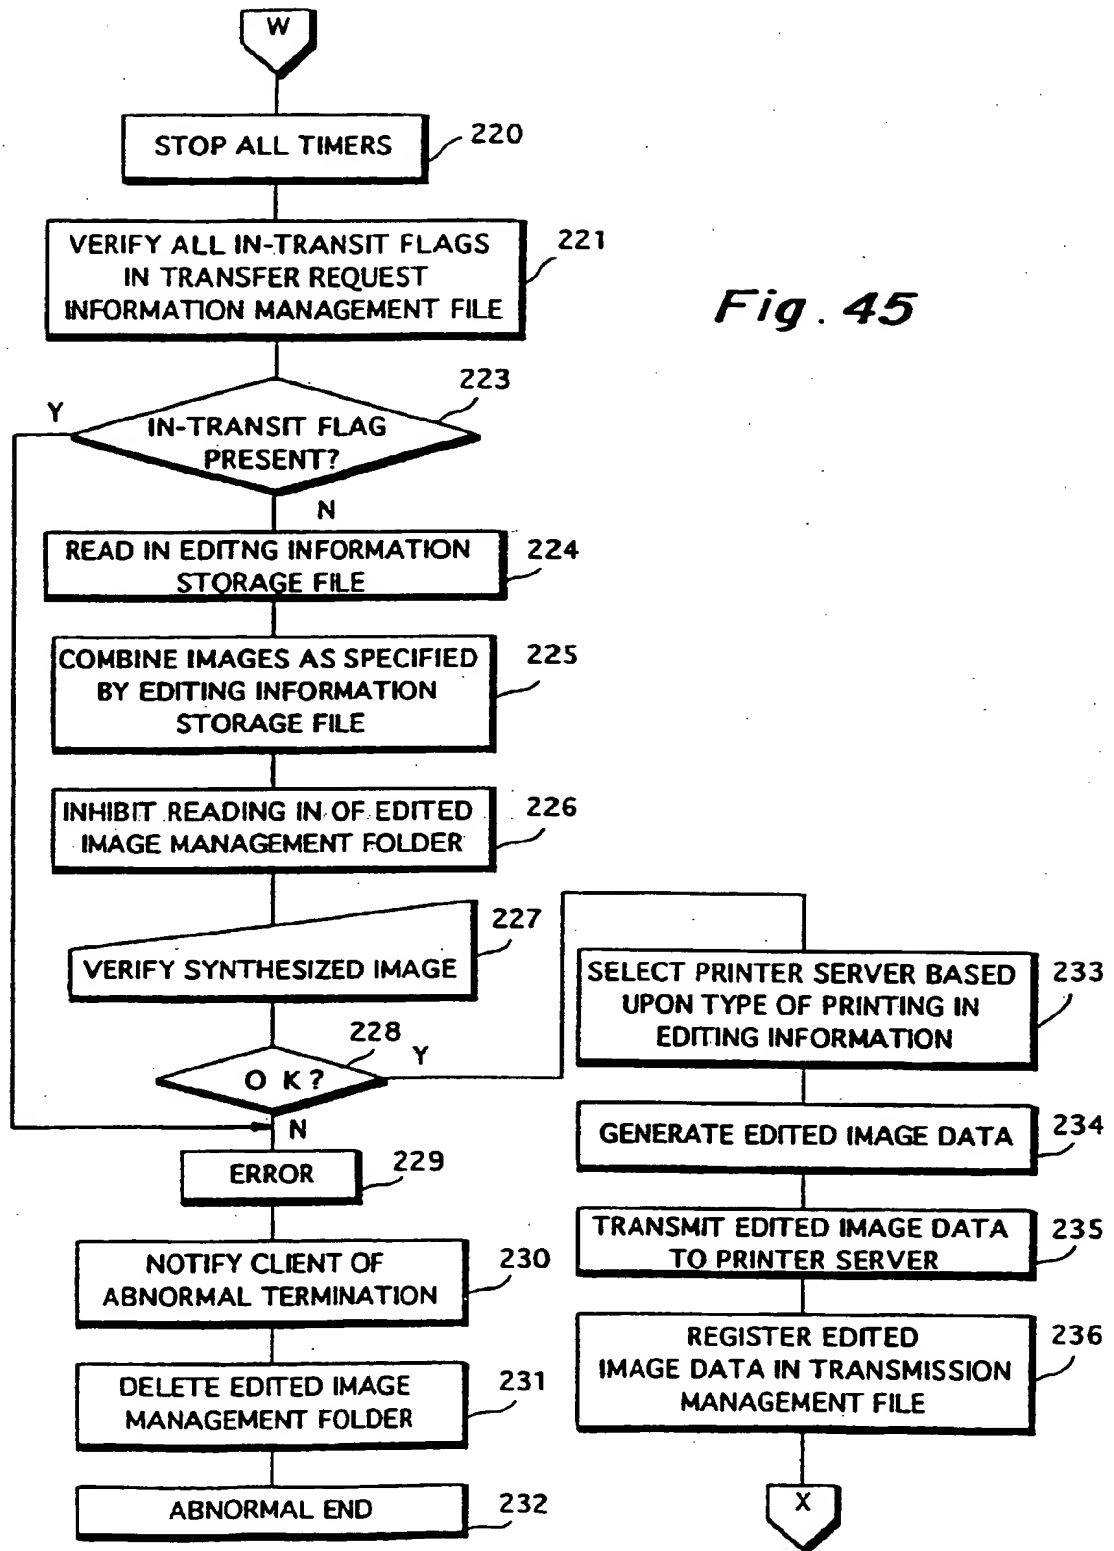 W
STOP ALL TIMERS
220
VERIFY ALL IN-TRANSIT FLAGS
IN TRANSFER REQUEST
INFORMATION MANAGEMENT FILE
221
Fig. 45
223
Y
IN-TRANSIT FLAG
PRESENT?
N
READ IN EDITNG INFORMATION
STORAGE FILE
224
COMBINE IMAGES AS SPECIFIED
BY EDITING INFORMATION
STORAGE FILE
225
INHIBIT READING IN OF EDITED
IMAGE MANAGEMENT FOLDER
226
VERIFY SYNTHESIZED IMAGE
227
228
O K?
Y
N
ERROR
229
NOTIFY CLIENT OF
ABNORMAL TERMINATION
230
DELETE EDITED IMAGE
MANAGEMENT FOLDER
231
ABNORMAL END
232
SELECT PRINTER SERVER BASED
UPON TYPE OF PRINTING IN
EDITING INFORMATION
233
GENERATE EDITED IMAGE DATA
234
TRANSMIT EDITED IMAGE DATA
TO PRINTER SERVER
235
REGISTER EDITED
IMAGE DATA IN TRANSMISSION
MANAGEMENT FILE
236
X